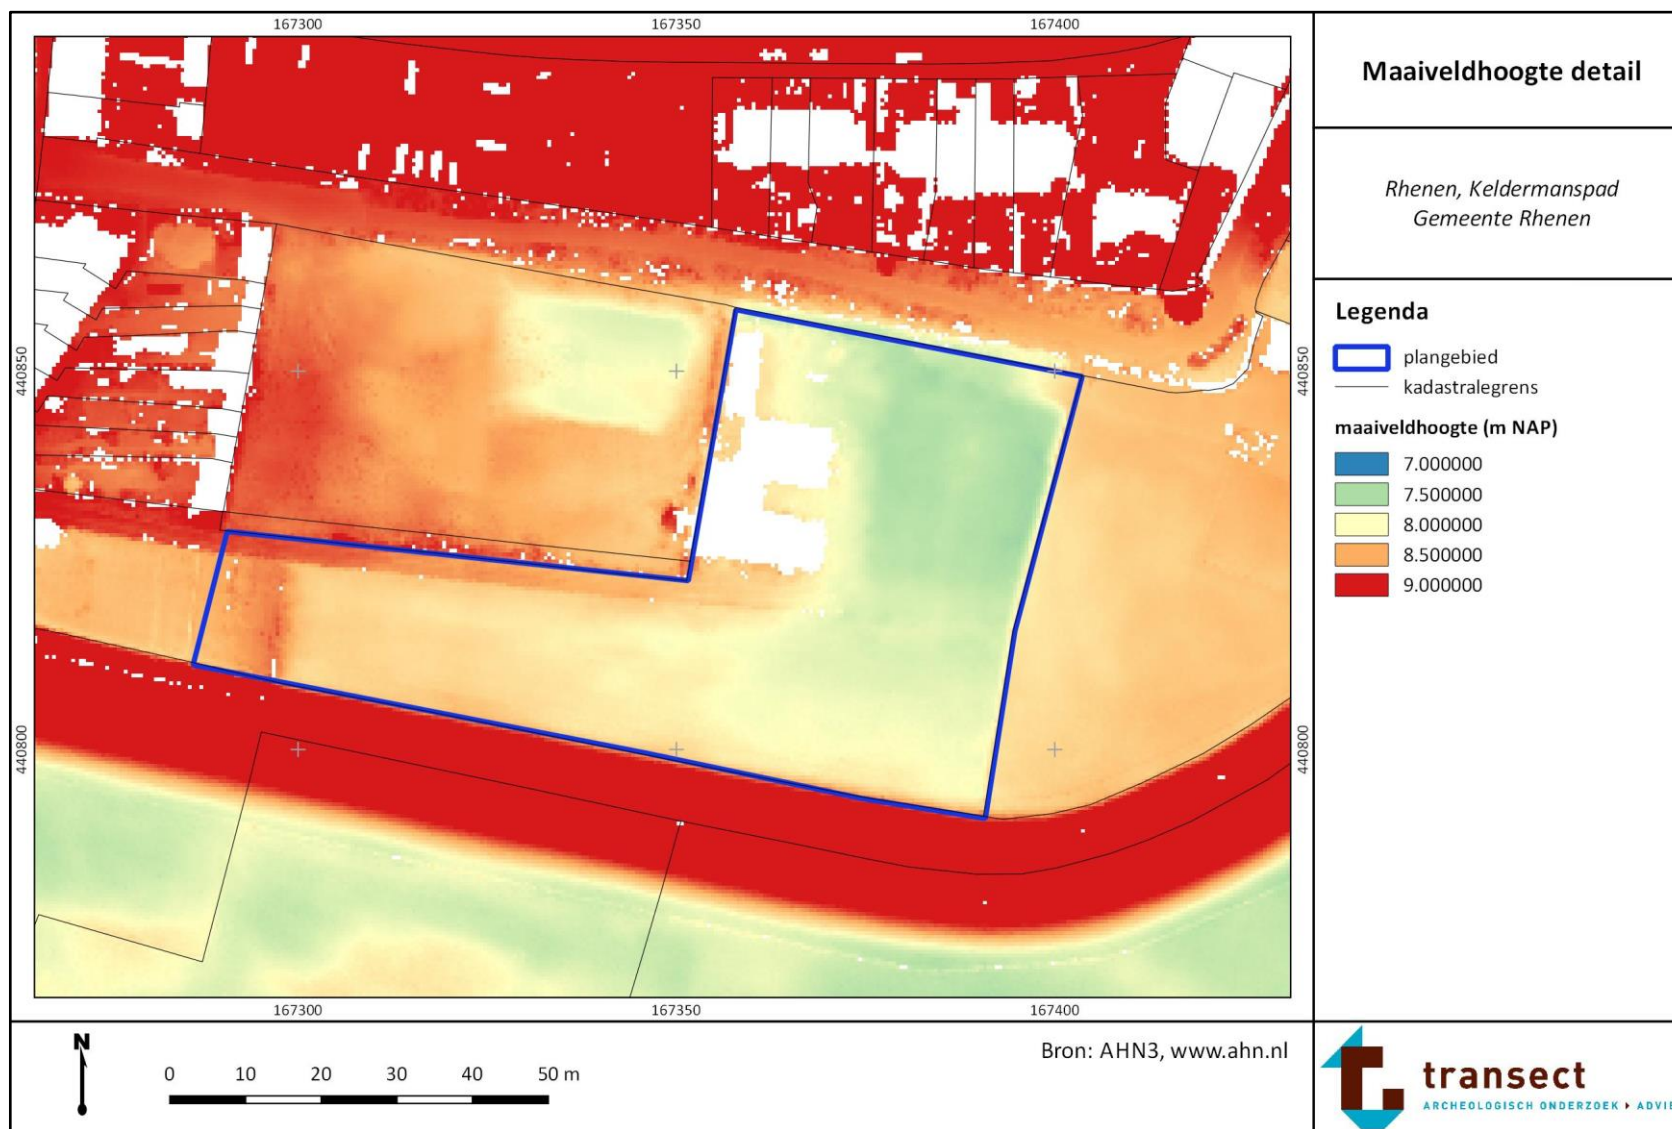 167300 167350 167400
Maaiveldhoogte detail
Rhenen, Keldermanspad
Gemeente Rhenen
Legenda
plangebied
kadastralegrens
maaiveldhoogte (m NAP)
7.000000
7.500000
8.000000
8.500000
9.000000
440850 440850
440800 440800
167300 167350 167400
N
0 10 20 30 40 50 m
Bron: AHN3, www.ahn.nl
transect
ARCHEOLOGISCH ONDERZOEK ADVIE